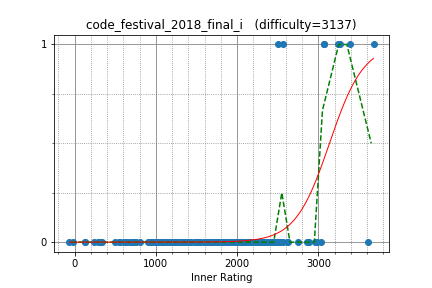 code_festival_2018_final_i (difficulty=3137)
1
0
0 1000 2000 3000
Inner Rating